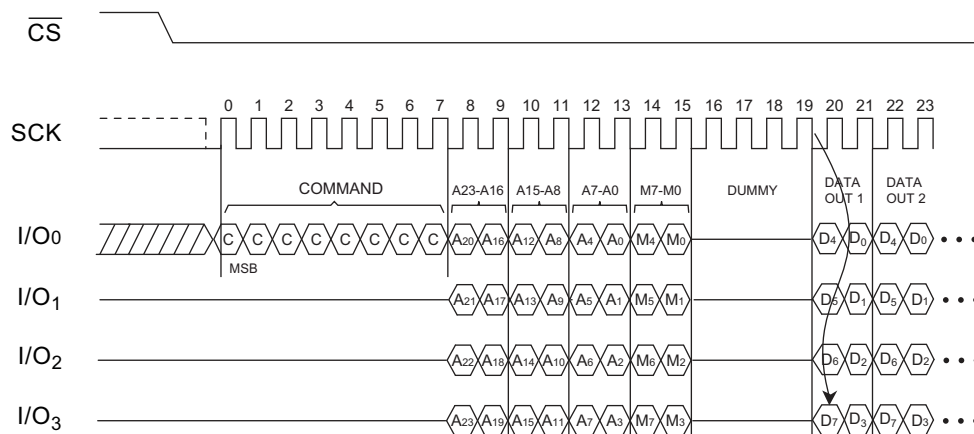 CS
0 1 2 3 4 5 6 7 8 9 10 11 12 13 14 15 16 17 18 19 20 21 22 23
SCK
COMMAND A23-A16 A15-A8 A7-A0 M7-M0 DUMMY DATA OUT 1 DATA OUT 2
I/O0 C C C C C C C C A20 A16 A12 A8 A4 A0 M4 M0 D4 D0 D4 D0 • • •
MSB
I/O1 A21 A17 A13 A9 A5 A1 M5 M1 D5 D1 D5 D1 • • •
I/O2 A22 A18 A14 A10 A6 A2 M6 M2 D6 D2 D6 D2 • • •
I/O3 A23 A19 A15 A11 A7 A3 M7 M3 D7 D3 D7 D3 • • •